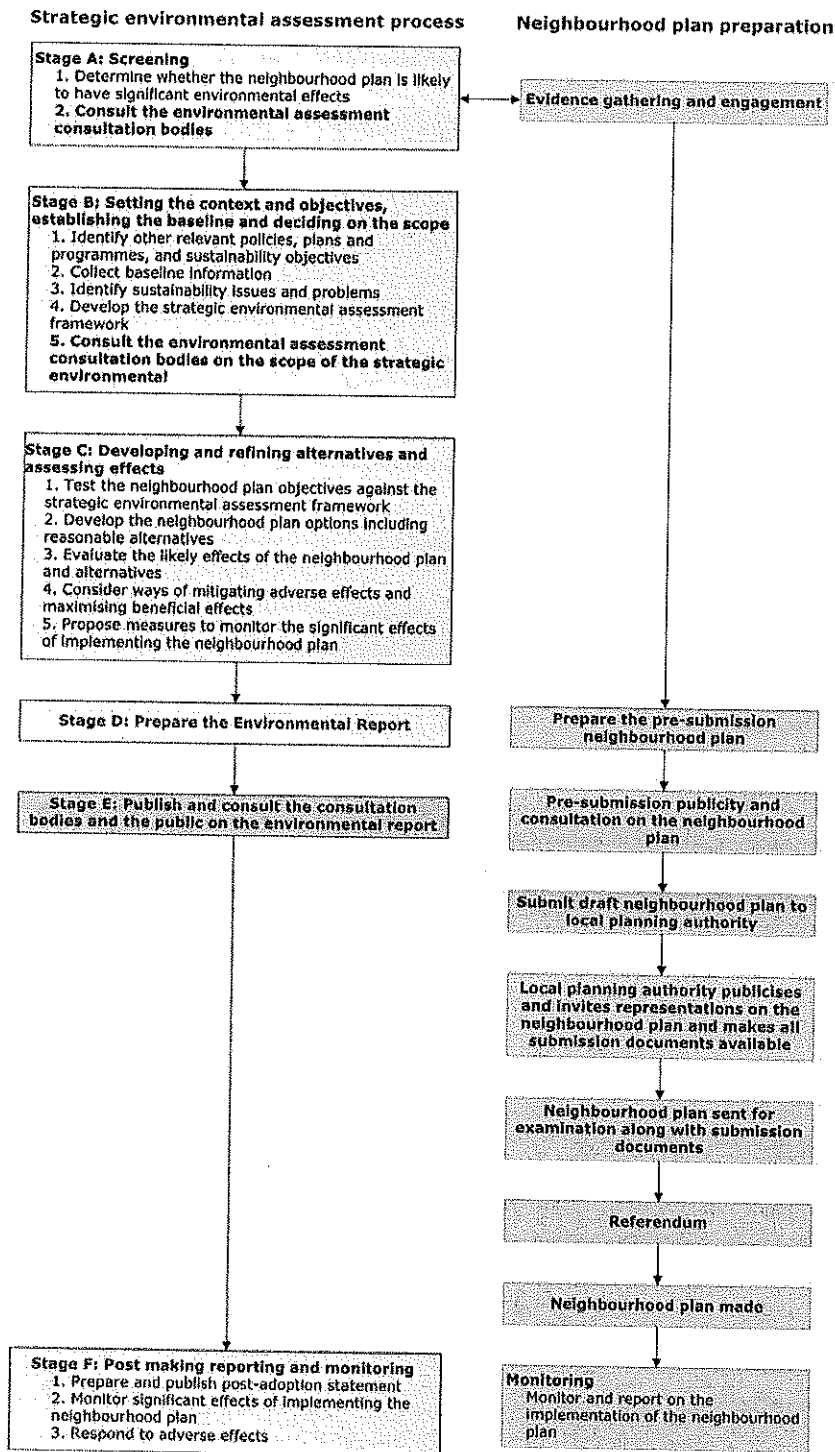 Strategic environmental assessment process
Neighbourhood plan preparation
Stage A: Screening
1. Determine whether the neighbourhood plan is likely
to have significant environmental effects
2. Consult the environmental assessment
consultation bodies
Evidence gathering and engagement
Stage B: Setting the context and objectives,
establishing the baseline and deciding on the scope
1. Identify other relevant policies, plans and
programmes, and sustainability objectives
2. Collect baseline information
3. Identify sustainability issues and problems
4. Develop the strategic environmental assessment
framework
5. Consult the environmental assessment
consultation bodies on the scope of the strategic
environmental
Stage C: Developing and refining alternatives and
assessing effects
1. Test the neighbourhood plan objectives against the
strategic environmental assessment framework
2. Develop the neighbourhood plan options including
reasonable alternatives
3. Evaluate the likely effects of the neighbourhood plan
and alternatives
4. Consider ways of mitigating adverse effects and
maximising beneficial effects
5. Propose measures to monitor the significant effects
of implementing the neighbourhood plan
Stage D: Prepare the Environmental Report
Prepare the pre-submission
neighbourhood plan
Stage E: Publish and consult the consultation
bodies and the public on the environmental report
Pre-submission publicity and
consultation on the neighbourhood
plan
Submit draft neighbourhood plan to
local planning authority
Local planning authority publicises
and invites representations on the
neighbourhood plan and makes all
submission documents available
Neighbourhood plan sent for
examination along with submission
documents
Referendum
Neighbourhood plan made
Stage F: Post making reporting and monitoring
1. Prepare and publish post-adoption statement
2. Monitor significant effects of implementing the
neighbourhood plan
3. Respond to adverse effects
Monitoring
Monitor and report on the
implementation of the neighbourhood
plan